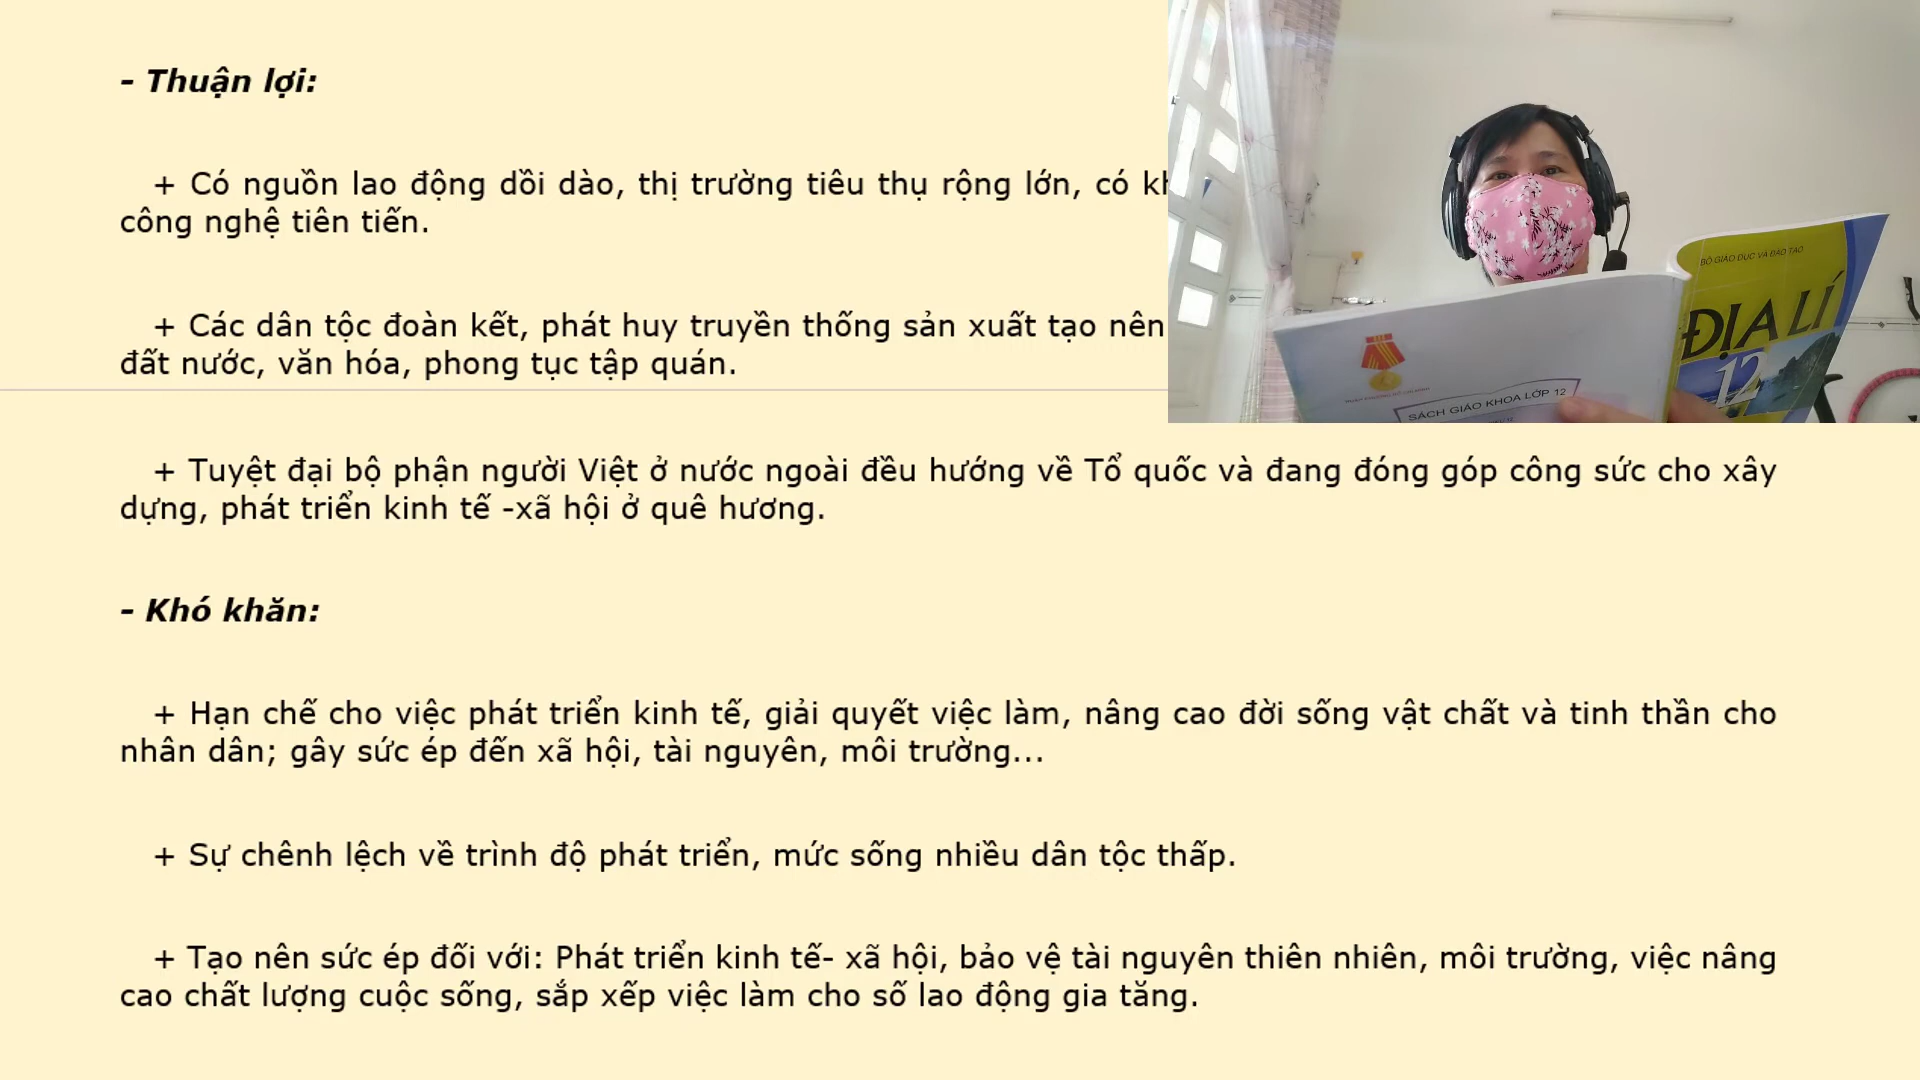 - Thuận lợi:
+ Có nguồn lao động dồi dào, thị trường tiêu thụ rộng lớn, có
công nghệ tiên tiến.
+ Các dân tộc đoàn kết, phát huy truyền thống sản xuất tạo nên
đất nước, văn hóa, phong tục tập quán.
+ Tuyệt đại bộ phận người Việt ở nước ngoài đều hướng về Tổ quốc và đang đóng góp công sức cho xây
dựng, phát triển kinh tế -xã hội ở quê hương.
- Khó khăn:
+ Hạn chế cho việc phát triển kinh tế, giải quyết việc làm, nâng cao đời sống vật chất và tinh thần cho
nhân dân; gây sức ép đến xã hội, tài nguyên, môi trường...
+ Sự chênh lệch về trình độ phát triển, mức sống nhiều dân tộc thấp.
+ Tạo nên sức ép đối với: Phát triển kinh tế- xã hội, bảo vệ tài nguyên thiên nhiên, môi trường, việc nâng
cao chất lượng cuộc sống, sắp xếp việc làm cho số lao động gia tăng.
BỘ GIÁO DỤC VÀ ĐÀO TẠO
ĐỊA LÍ
12
SÁCH GIÁO KHOA LỚP 12